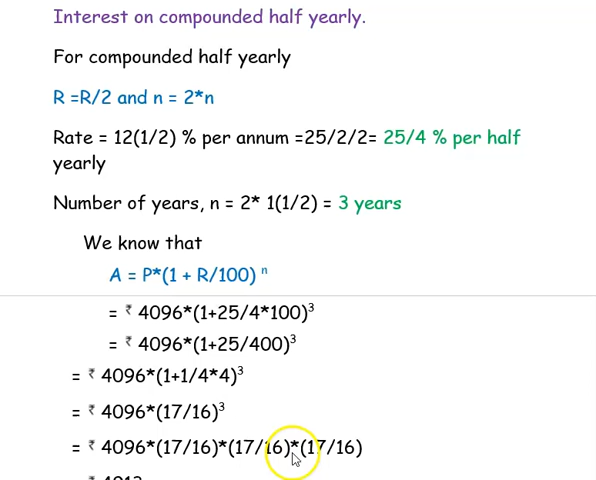 Interest on compounded half yearly.
For compounded half yearly
R =R/2 and n = 2*n
Rate = 12(1/2) % per annum =25/2/2= 25/4 % per half
yearly
Number of years, n = 2* 1(1/2) = 3 years
We know that
A = P*(1 + R/100) ⁿ
= ₹ 4096*(1+25/4*100)³
= ₹ 4096*(1+25/400)³
= ₹ 4096*(1+1/4*4)³
= ₹ 4096*(17/16)³
= ₹ 4096*(17/16)*(17/16)*(17/16)